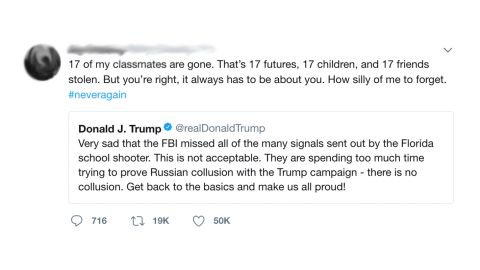 17 of my classmates are gone. That's 17 futures, 17 children, and 17 friends
stolen. But you're right, it always has to be about you. How silly of me to forget.
#neveragain
Donald J. Trump @realDonaldTrump
Very sad that the FBI missed all of the many signals sent out by the Florida
school shooter. This is not acceptable. They are spending too much time
trying to prove Russian collusion with the Trump campaign - there is no
collusion. Get back to the basics and make us all proud!
716 19K 50K